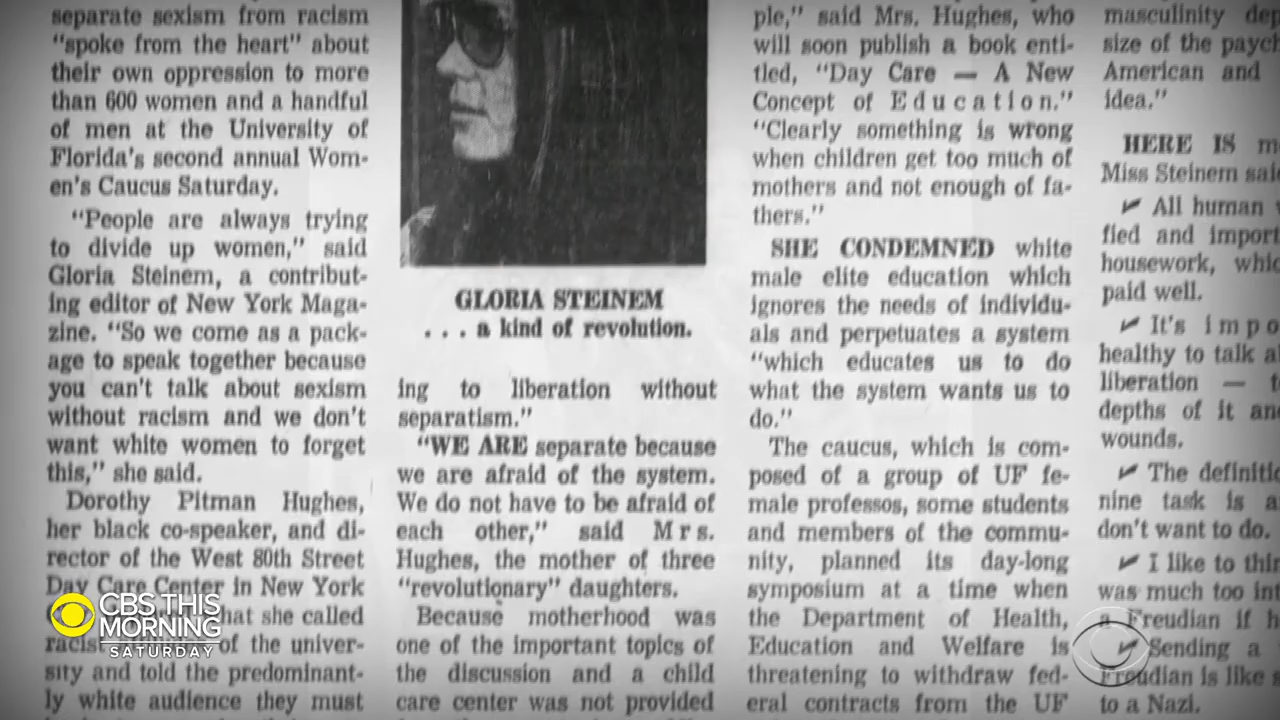 separate sexism from racism
"spoke from the heart" about
their own oppression to more
than 600 women and a handful
of men at the University of
Florida's second annual Wom-
en's Caucus Saturday.
"People are always trying
to divide up women," said
Gloria Steinem, a contribut-
ing editor of New York Maga-
zine. "So we come as a pack-
age to speak together because
you can't talk about sexism
without racism and we don't
want white women to forget
this," she said.
Dorothy Pitman Hughes,
her black co-speaker, and di-
rector of the West 80th Street
Day Care Center in New York
that she called
of the univer-
sity and told the predominant-
ly white audience they must
GLORIA STEINEM
. . . a kind of revolution.
ing to liberation without
separatism."
"WE ARE separate because
we are afraid of the system.
We do not have to be afraid of
each other," said Mrs.
Hughes, the mother of three
"revolutionary" daughters.
Because motherhood was
one of the important topics of
the discussion and a child
care center was not provided
ple," said Mrs. Hughes, who
will soon publish a book enti-
tled, "Day Care — A New
Concept of Education."
"Clearly something is wrong
when children get too much of
mothers and not enough of fa-
thers."
SHE CONDEMNED white
male elite education which
ignores the needs of individu-
als and perpetuates a system
"which educates us to do
what the system wants us to
do."
The caucus, which is com-
posed of a group of UF fe-
male professos, some students
and members of the commu-
nity, planned its day-long
symposium at a time when
the Department of Health,
Education and Welfare is
threatening to withdraw fed-
eral contracts from the UF
masculinity dep
size of the psych
American and
idea."
HERE IS m
Miss Steinem said
All human
fied and import
housework, whic
paid well.
It's impo
healthy to talk a
liberation — t
depths of it and
wounds.
The definitio
nine task is a
don't want to do.
I like to thin
was much too int
a Freudian if h
Sending a
Freudian is like s
to a Nazi.
CBS THIS
MORNING
SATURDAY